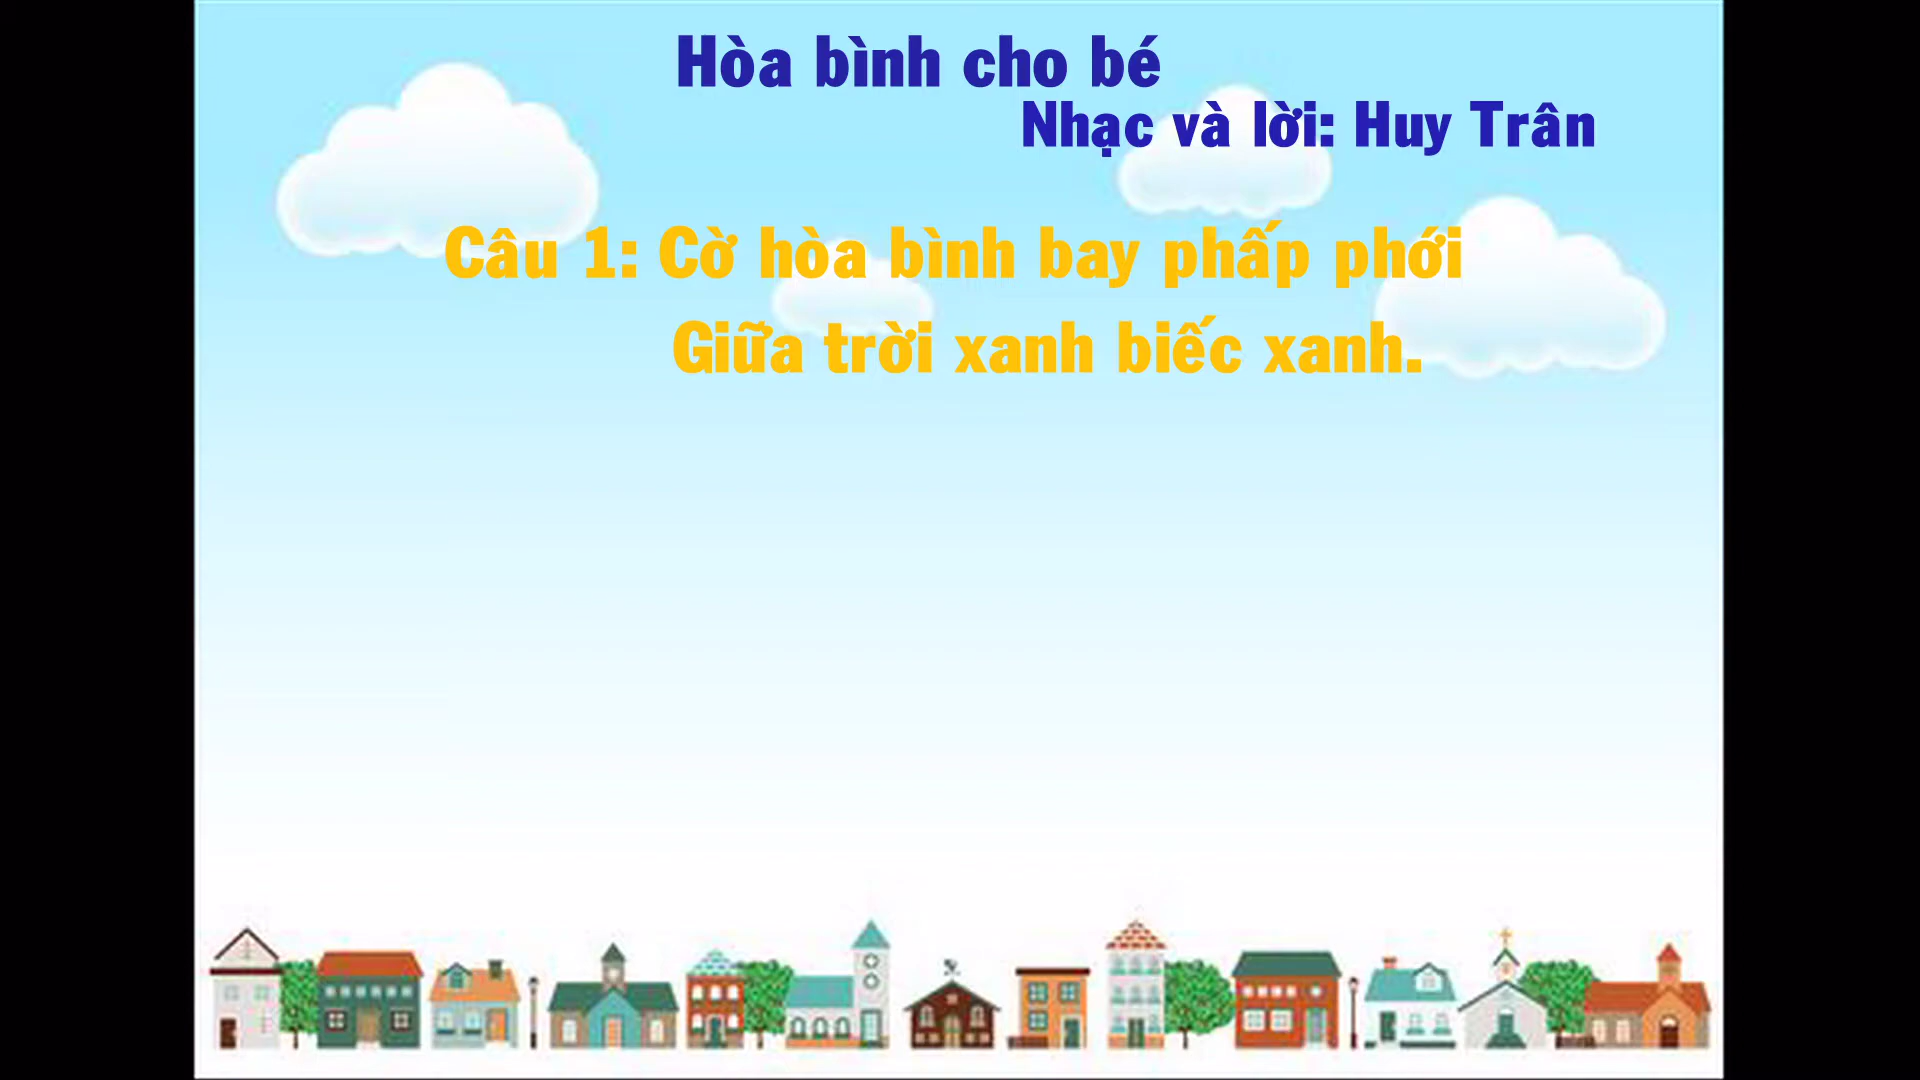 Hòa bình cho bé
Nhạc và lời: Huy Trân
Câu 1: Cờ hòa bình bay phấp phới
Giữa trời xanh biếc xanh.